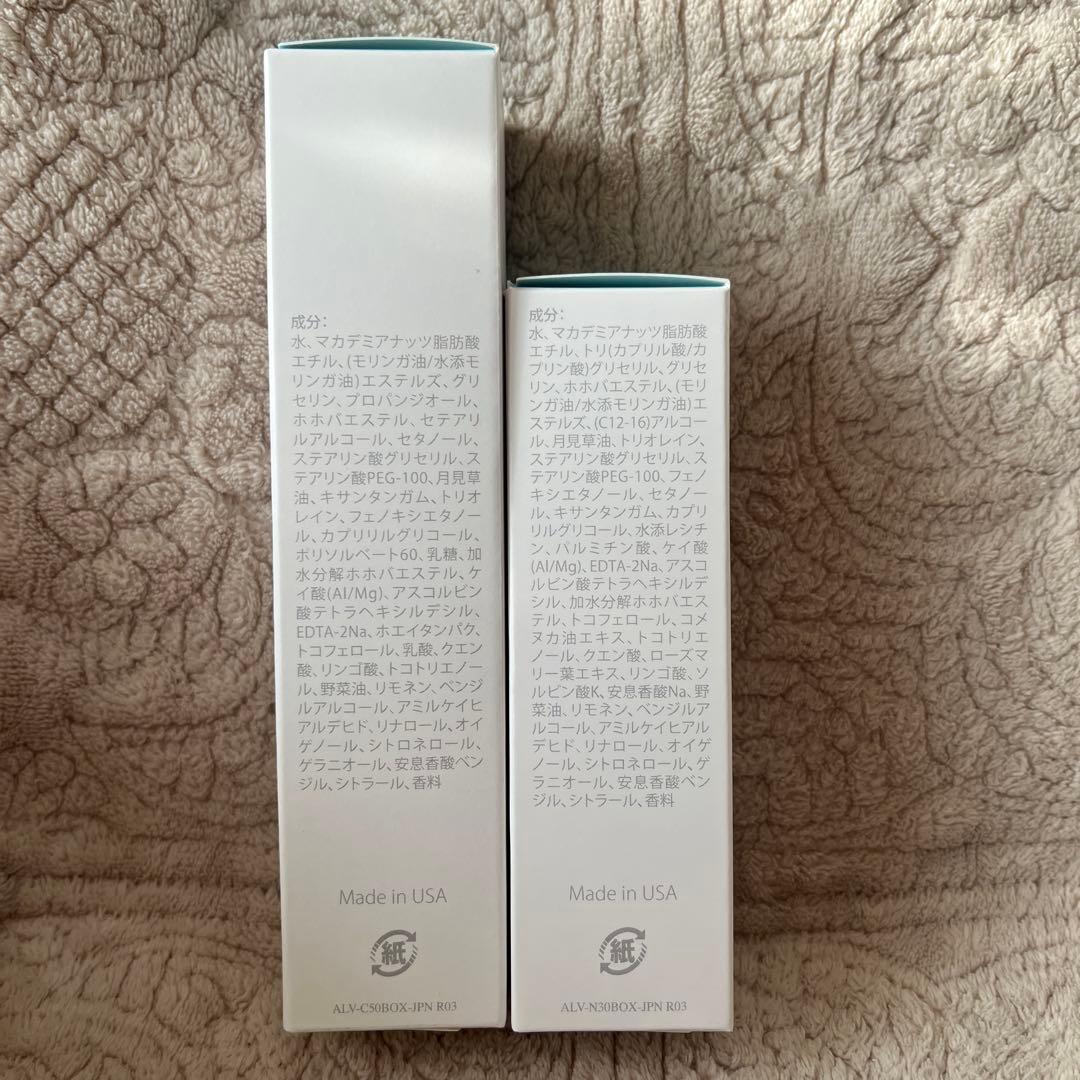 成分:
水、マカデミアナッツ脂肪酸
エチル、(モリンガ油/水添モ
リンガ油)エステルズ、グリ
セリン、プロパンジオール、
ホホバエステル、セテアリ
ルアルコール、セタノール、
ステアリン酸グリセリル、ス
テアリン酸PEG-100、月見草
油、キサンタンガム、トリオ
レイン、フェノキシエタノー
ル、カプリリルグリコール、
ポリソルベート60、乳糖、加
水分解ホホバエステル、ケ
イ酸(Al/Mg)、アスコルビン
酸テトラヘキシルデシル、
EDTA-2Na、ホエイタンパク、
トコフェロール、乳酸、クエン
酸、リンゴ酸、トコトリエノー
ル、野菜油、リモネン、ベンジ
ルアルコール、アミルケイヒ
アルデヒド、リナロール、オイ
ゲノール、シトロネロール、
ゲラニオール、安息香酸ベン
ジル、シトラール、香料
Made in USA
紙
ALV-C50BOX-JPN R03
成分:
水、マカデミアナッツ脂肪酸
エチル、トリ(カプリル酸/カ
プリン酸)グリセリル、グリセ
リン、ホホバエステル、(モリ
ンガ油/水添モリンガ油)エ
ステルズ、(C12-16)アルコー
ル、月見草油、トリオレイン、
ステアリン酸グリセリル、ス
テアリン酸PEG-100、フェノ
キシエタノール、セタノー
ル、キサンタンガム、カプリ
リルグリコール、水添レシチ
ン、パルミチン酸、ケイ酸
(Al/Mg)、EDTA-2Na、アスコ
ルビン酸テトラヘキシルデ
シル、加水分解ホホバエス
テル、トコフェロール、コメ
ヌカ油エキス、トコトリエ
ノール、クエン酸、ローズマ
リー葉エキス、リンゴ酸、ソ
ルビン酸K、安息香酸Na、野
菜油、リモネン、ベンジルア
ルコール、アミルケイヒアル
デヒド、リナロール、オイゲ
ノール、シトロネロール、ゲ
ラニオール、安息香酸ベン
ジル、シトラール、香料
Made in USA
紙
ALV-N30BOX-JPN R03